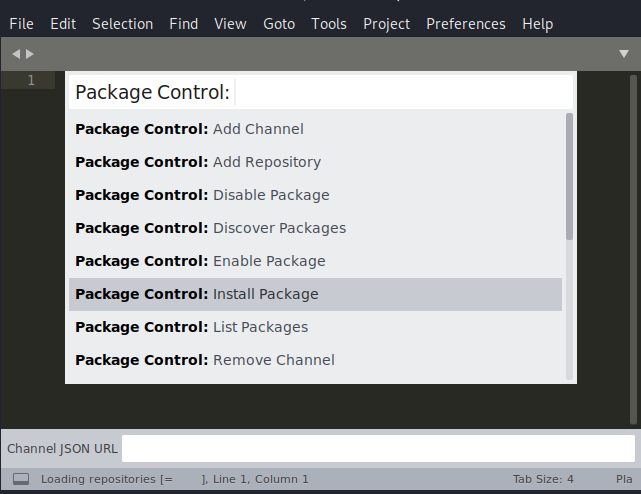 File Edit Selection Find View Goto Tools Project Preferences Help
1
Package Control:
Package Control: Add Channel
Package Control: Add Repository
Package Control: Disable Package
Package Control: Discover Packages
Package Control: Enable Package
Package Control: Install Package
Package Control: List Packages
Package Control: Remove Channel
Channel JSON URL
Loading repositories [= ], Line 1, Column 1 Tab Size: 4 Pla